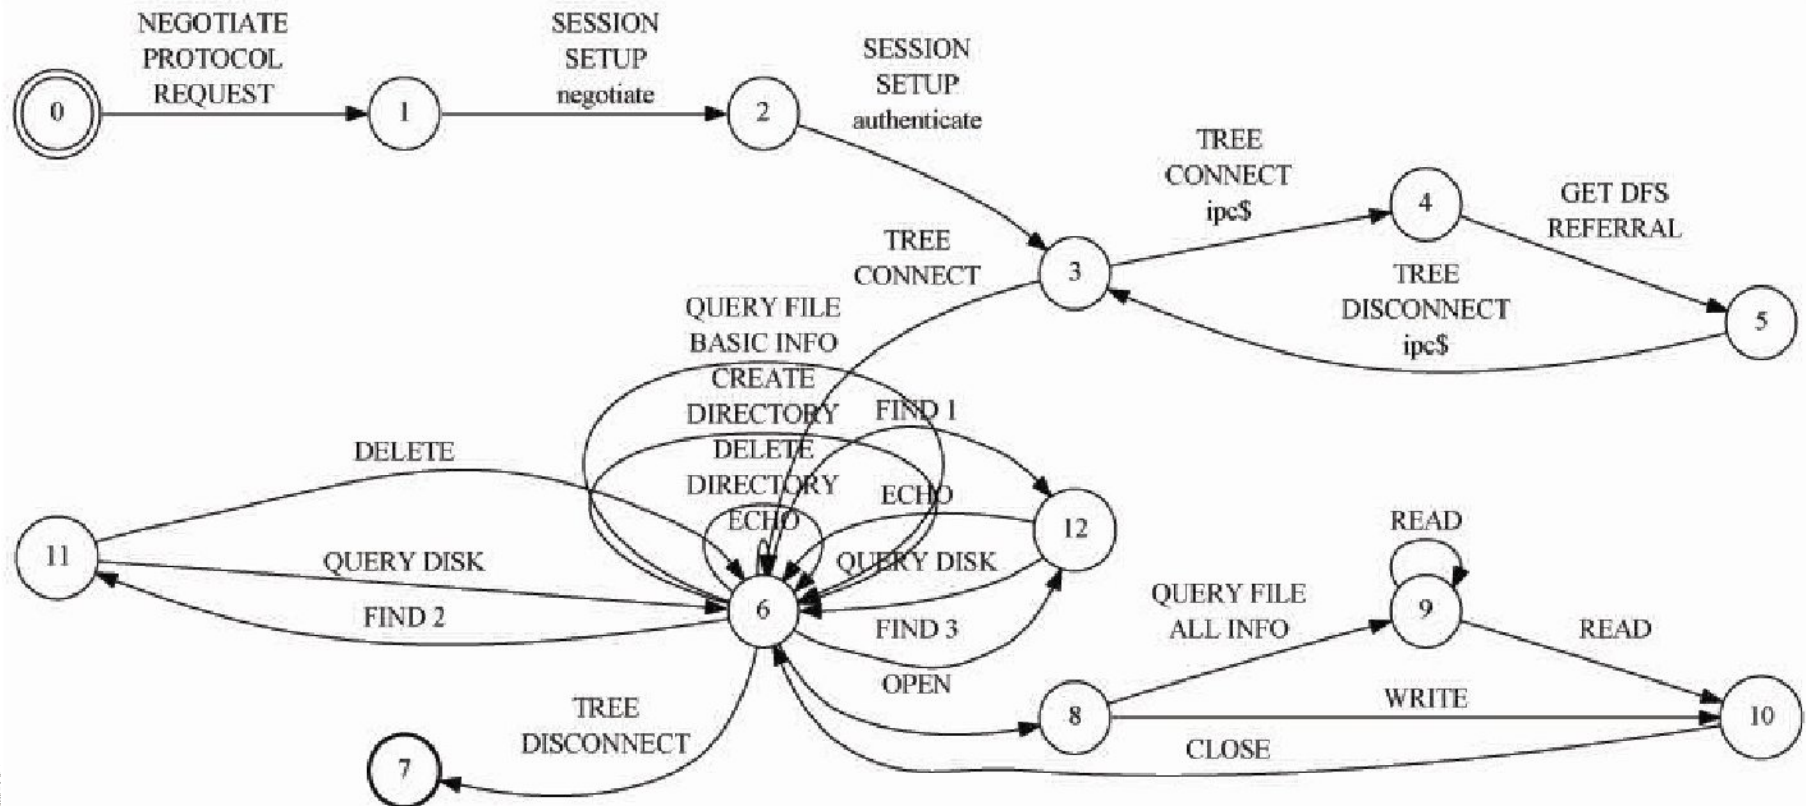 NEGOTIATE
PROTOCOL
REQUEST
SESSION
SETUP
negotiate
SESSION
SETUP
authenticate
0
1
2
TREE
CONNECT
ipc$
4
GET DFS
REFERRAL
TREE
CONNECT
3
TREE
DISCONNECT
ipc$
5
QUERY FILE
BASIC INFO
CREATE
DIRECTORY
DELETE
DIRECTORY
ECHO
FIND 1
DELETE
ECHO
12
11
QUERY DISK
QUERY DISK
6
FIND 2
FIND 3
OPEN
READ
9
QUERY FILE
ALL INFO
READ
8
WRITE
10
CLOSE
TREE
DISCONNECT
7